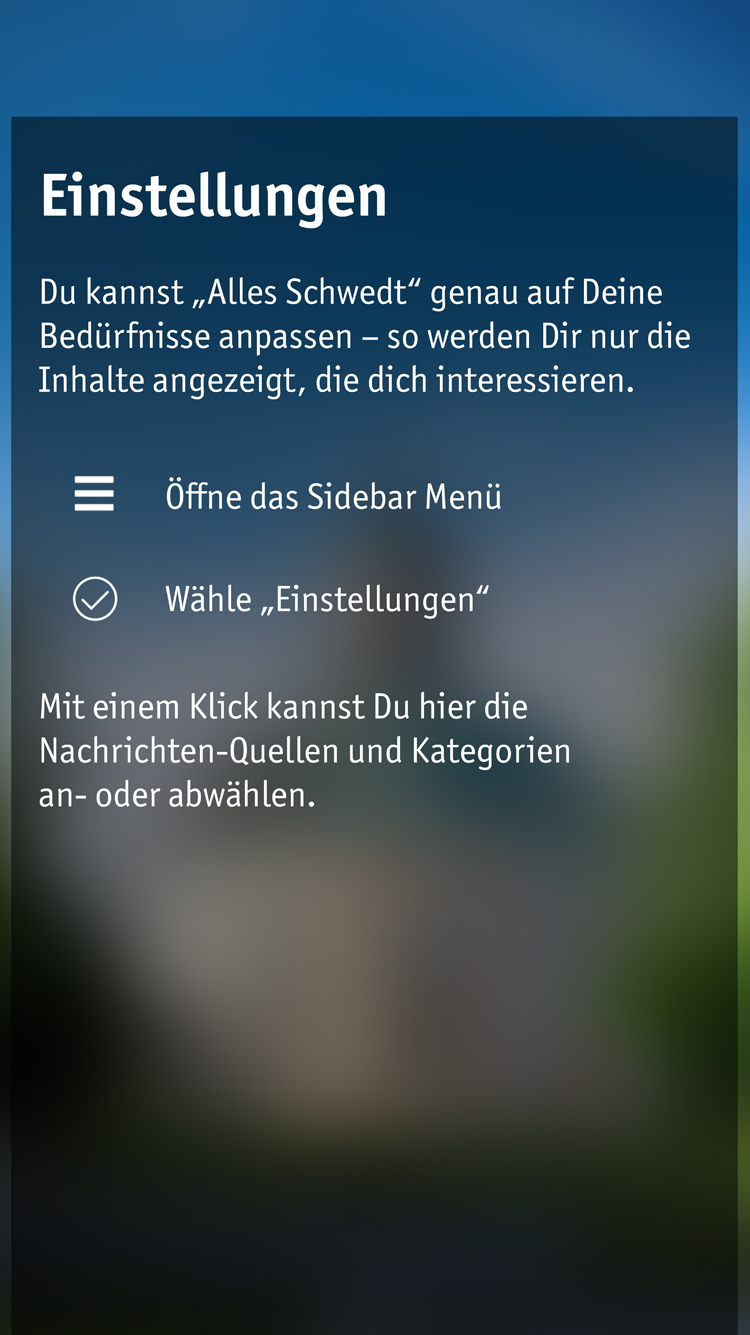 Einstellungen
Du kannst „Alles Schwedt“ genau auf Deine
Bedürfnisse anpassen – so werden Dir nur die
Inhalte angezeigt, die dich interessieren.
Öffne das Sidebar Menü
Wähle „Einstellungen“
Mit einem Klick kannst Du hier die
Nachrichten-Quellen und Kategorien
an- oder abwählen.